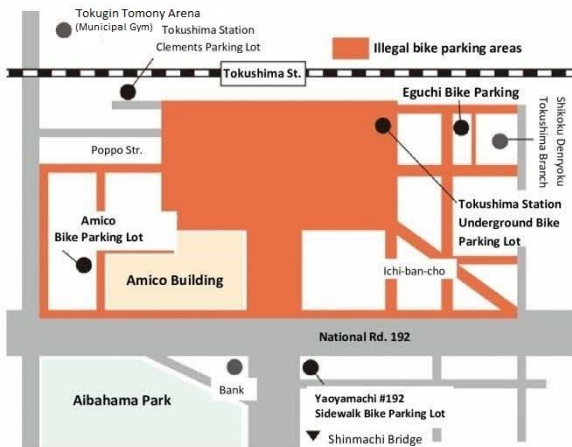 Tokugin Tomony Arena
(Municipal Gym)
Tokushima Station
Clements Parking Lot
Illegal bike parking areas
Tokushima St.
Eguchi Bike Parking
Shikoku Denryoku
Tokushima Branch
Poppo Str.
Amico
Bike Parking Lot
Tokushima Station
Underground Bike
Parking Lot
Amico Building
Ichi-ban-cho
National Rd. 192
Bank
Aibahama Park
Yaoyamachi #192
Sidewalk Bike Parking Lot
Shinmachi Bridge